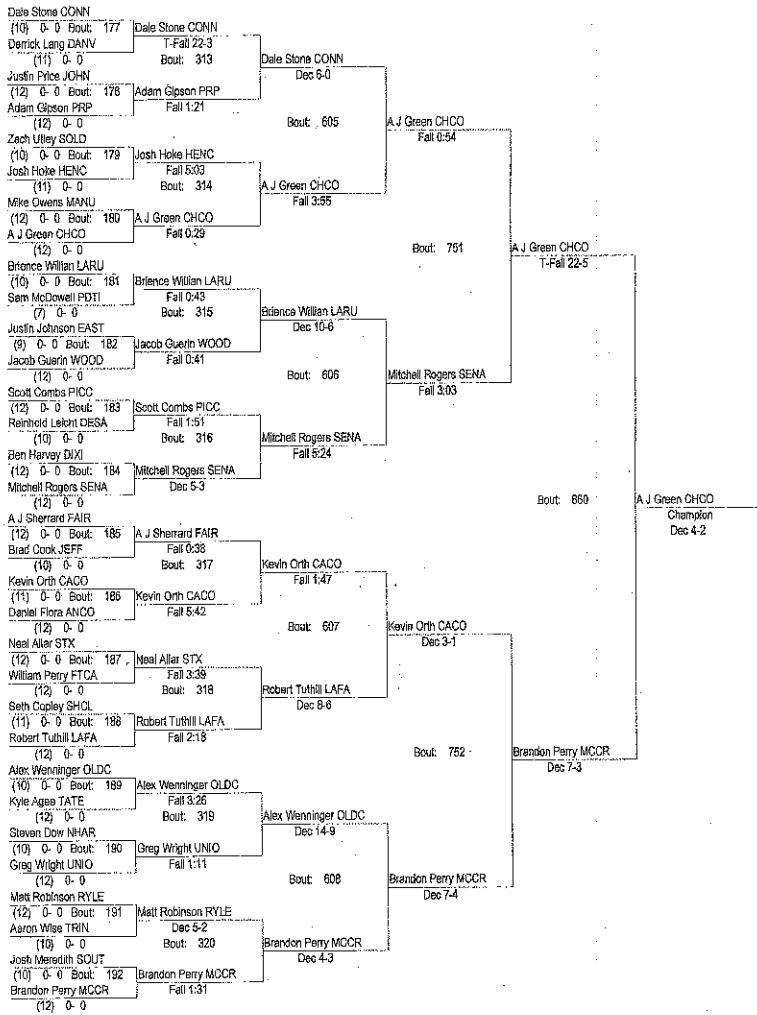 Dale Stone CONN
(10) 0- 0 Bout: 177
Derrick Lang DANV
(11) 0- 0
Justin Price JOHN
(12) 0- 0 Bout: 178
Adam Gipson PRP
(12) 0- 0
Zach Utley SOLD
(10) 0- 0 Bout: 179
Josh Hoke HENC
(11) 0- 0
Mike Owens MANU
(12) 0- 0 Bout: 180
A J Green CHCO
(12) 0- 0
Brience Willian LARU
(10) 0- 0 Bout: 181
Sam McDowell PDTI
(7) 0- 0
Justin Johnson EAST
(9) 0- 0 Bout: 182
Jacob Guerin WOOD
(12) 0- 0
Scott Combs PICC
(12) 0- 0 Bout: 183
Reinhold Leicht DESA
(10) 0- 0
Ben Harvey DIXI
(12) 0- 0 Bout: 184
Mitchell Rogers SENA
(12) 0- 0
A J Sherrard FAIR
(12) 0- 0 Bout: 185
Brad Cook JEFF
(10) 0- 0
Kevin Orth CACO
(11) 0- 0 Bout: 186
Daniel Flora ANCO
(12) 0- 0
Neal Allar STX
(12) 0- 0 Bout: 187
William Perry FTCA
(12) 0- 0
Seth Copley SHCL
(11) 0- 0 Bout: 188
Robert Tuthill LAFA
(12) 0- 0
Alex Wenninger OLDC
(10) 0- 0 Bout: 189
Kyle Agee TATE
(12) 0- 0
Steven Dow NHAR
(10) 0- 0 Bout: 190
Greg Wright UNIO
(12) 0- 0
Matt Robinson RYLE
(12) 0- 0 Bout: 191
Aaron Wise TRIN
(10) 0- 0
Josh Meredith SOUT
(10) 0- 0 Bout: 192
Brandon Perry MCCR
(12) 0- 0
Dale Stone CONN
T-Fall 22-3
Bout: 313
Adam Gipson PRP
Fall 1:21
Josh Hoke HENC
Fall 5:03
Bout: 314
A J Green CHCO
Fall 0:29
Brience Willian LARU
Fall 0:43
Bout: 315
Jacob Guerin WOOD
Fall 0:41
Scott Combs PICC
Fall 1:51
Bout: 316
Mitchell Rogers SENA
Dec 5-3
A J Sherrard FAIR
Fall 0:38
Bout: 317
Kevin Orth CACO
Fall 5:42
Neal Allar STX
Fall 3:39
Bout: 318
Robert Tuthill LAFA
Fall 2:18
Alex Wenninger OLDC
Fall 3:26
Bout: 319
Greg Wright UNIO
Fall 1:11
Matt Robinson RYLE
Dec 5-2
Bout: 320
Brandon Perry MCCR
Fall 1:31
Dale Stone CONN
Dec 6-0
Bout: 605
A J Green CHCO
Fall 3:55
Brience Willian LARU
Dec 10-6
Bout: 606
Mitchell Rogers SENA
Fall 5:24
Kevin Orth CACO
Fall 1:47
Bout: 607
Robert Tuthill LAFA
Dec 8-6
Alex Wenninger OLDC
Dec 14-9
Bout: 608
Brandon Perry MCCR
Dec 4-3
A J Green CHCO
Fall 0:54
Bout: 751
Mitchell Rogers SENA
Fall 3:03
Kevin Orth CACO
Dec 3-1
Bout: 752
Brandon Perry MCCR
Dec 7-4
A J Green CHCO
T-Fall 22-5
Bout: 860
Brandon Perry MCCR
Dec 7-3
A J Green CHCO
Champion
Dec 4-2